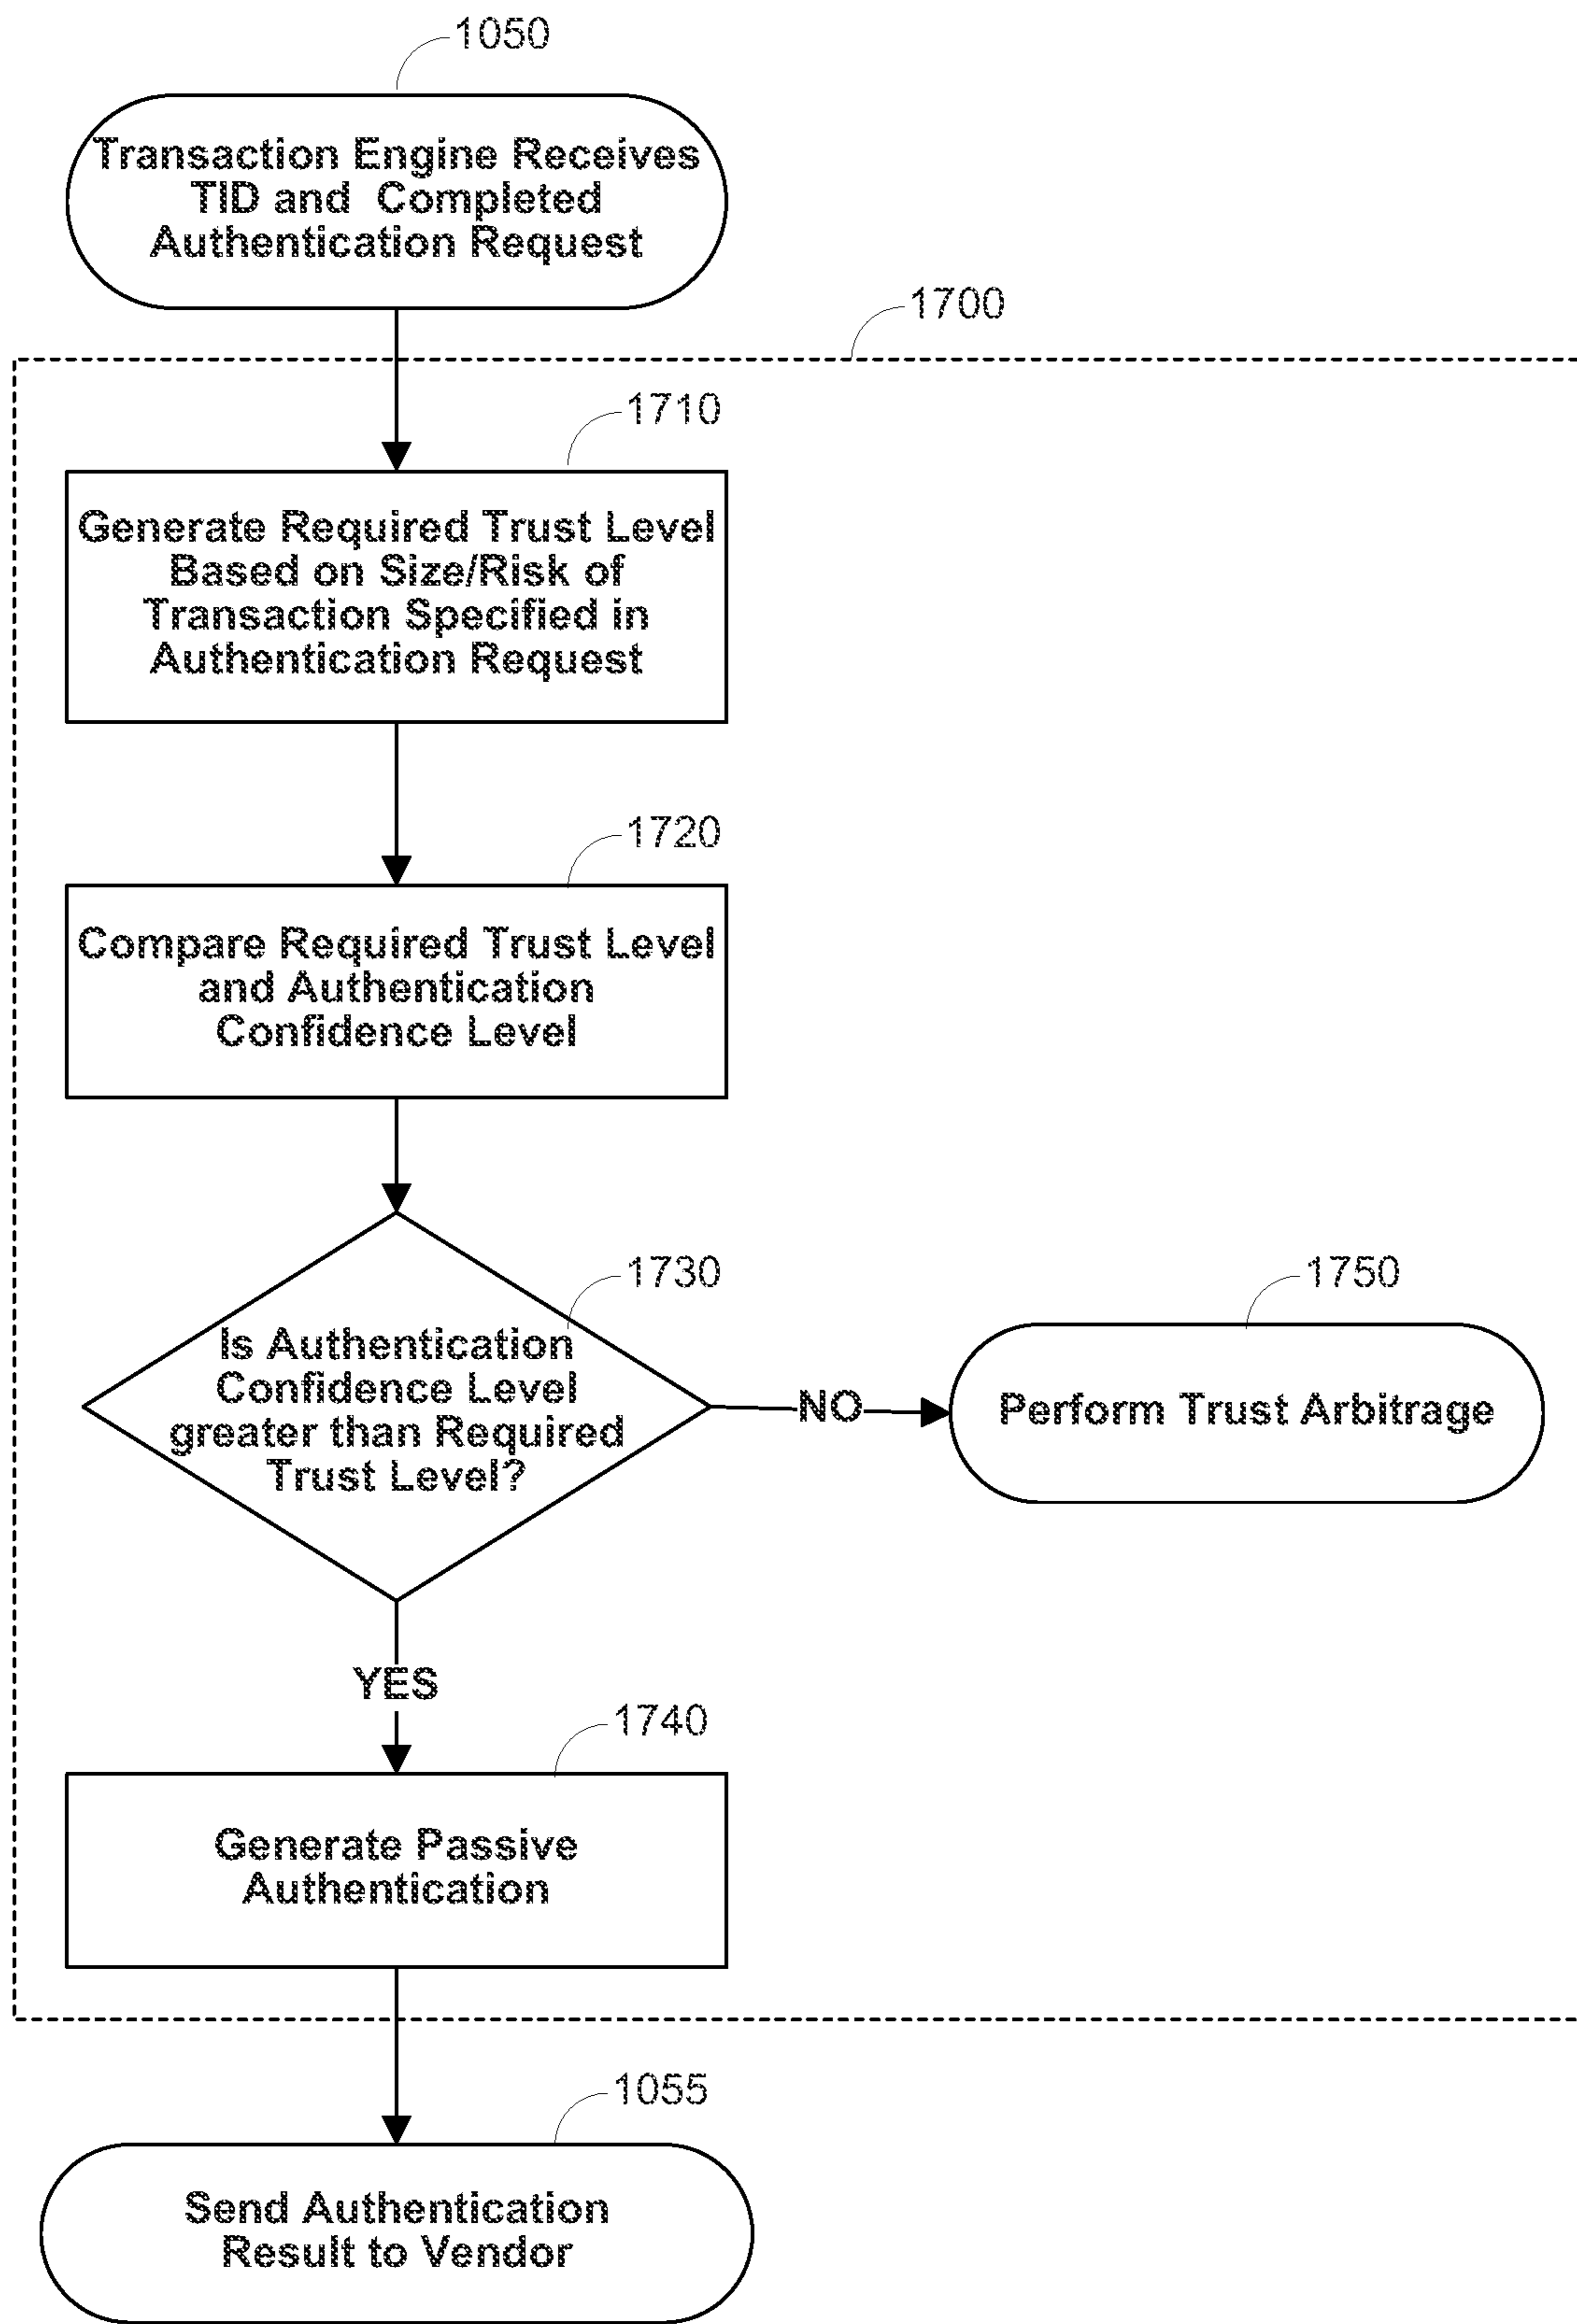 1050
Transaction Engine Receives
TID and Completed
Authentication Request
1700
1710
Generate Required Trust Level
Based on Size/Risk of
Transaction Specified in
Authentication Request
1720
Compare Required Trust Level
and Authentication
Confidence Level
1730
Is Authentication
Confidence Level
greater than Required
Trust Level?
NO
1750
Perform Trust Arbitrage
YES
1740
Generate Passive
Authentication
1055
Send Authentication
Result to Vendor